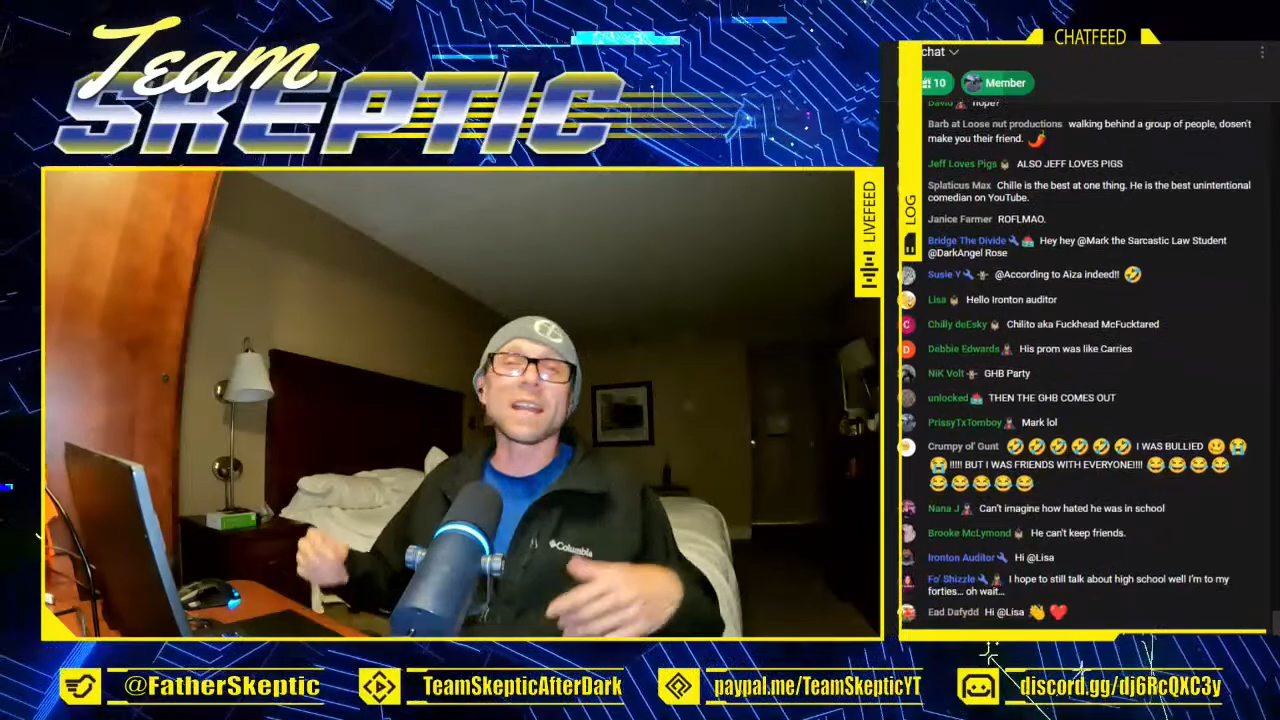 Team
SKEPTIC
CHATFEED
chat
10
Member
LIVEFEED
LOG
David nope?
Barb at Loose nut productions walking behind a group of people, dosen't
make you their friend.
Jeff Loves Pigs ALSO JEFF LOVES PIGS
Splaticus Max Chille is the best at one thing. He is the best unintentional
comedian on YouTube.
Janice Farmer ROFLMAO.
Bridge The Divide Hey hey @Mark the Sarcastic Law Student
@DarkAngel Rose
Susie Y @According to Aiza indeed!! 🤣
Lisa Hello Ironton auditor
C
Chilly deEsky Chilito aka Fuckhead McFucktared
D
Debbie Edwards His prom was like Carries
NiK Volt GHB Party
unlocked THEN THE GHB COMES OUT
PrissyTxTomboy Mark lol
Crumpy ol' Gunt 🤣🤣🤣🤣🤣🤣 I WAS BULLIED 🥴😭
😭!!!!! BUT I WAS FRIENDS WITH EVERYONE!!!! 😂😂😂😂
😂😂😂😂😂
Nana J Can't imagine how hated he was in school
Brooke McLymond He can't keep friends.
Ironton Auditor Hi @Lisa
Fo' Shizzle I hope to still talk about high school well I'm to my
forties... oh wait...
Ead Dafydd Hi @Lisa 👋 ❤️
Columbia
@FatherSkeptic
TeamSkepticAfterDark
paypal.me/TeamSkepticYT
discord.gg/dj6RcQXC3y